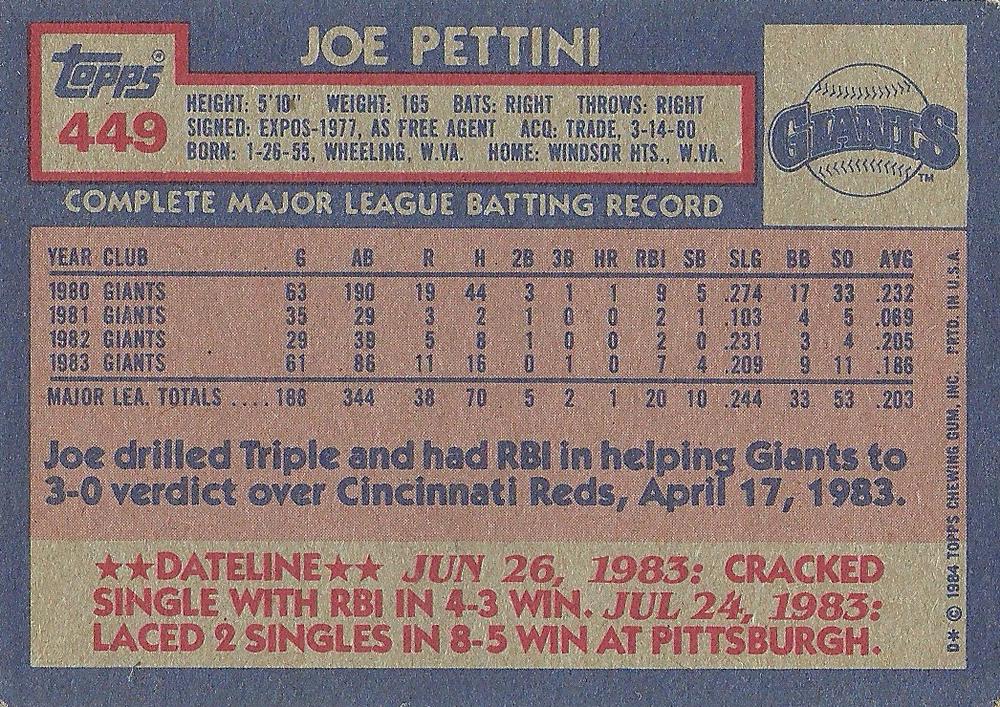 JOE PETTINI
Topps®
449
HEIGHT: 5'10" WEIGHT: 165 BATS: RIGHT THROWS: RIGHT
SIGNED: EXPOS-1977, AS FREE AGENT ACQ: TRADE, 3-14-80
BORN: 1-26-55, WHEELING, W.VA. HOME: WINDSOR HTS., W.VA.
GIANTS
TM
COMPLETE MAJOR LEAGUE BATTING RECORD
YEAR CLUB G AB R H 2B 3B HR RBI SB SLG BB SO AVG
1980 GIANTS 63 190 19 44 3 1 1 9 5 .274 17 33 .232
1981 GIANTS 35 29 3 2 1 0 0 2 1 .103 4 5 .069
1982 GIANTS 29 39 5 8 1 0 0 2 0 .231 3 4 .205
1983 GIANTS 61 86 11 16 0 1 0 7 4 .209 9 11 .186
MAJOR LEA. TOTALS .... 188 344 38 70 5 2 1 20 10 .244 33 53 .203
Joe drilled Triple and had RBI in helping Giants to
3-0 verdict over Cincinnati Reds, April 17, 1983.
★★DATELINE★★ JUN 26, 1983: CRACKED
SINGLE WITH RBI IN 4-3 WIN. JUL 24, 1983:
LACED 2 SINGLES IN 8-5 WIN AT PITTSBURGH.
D* © 1984 TOPPS CHEWING GUM, INC. PRTD. IN U.S.A.